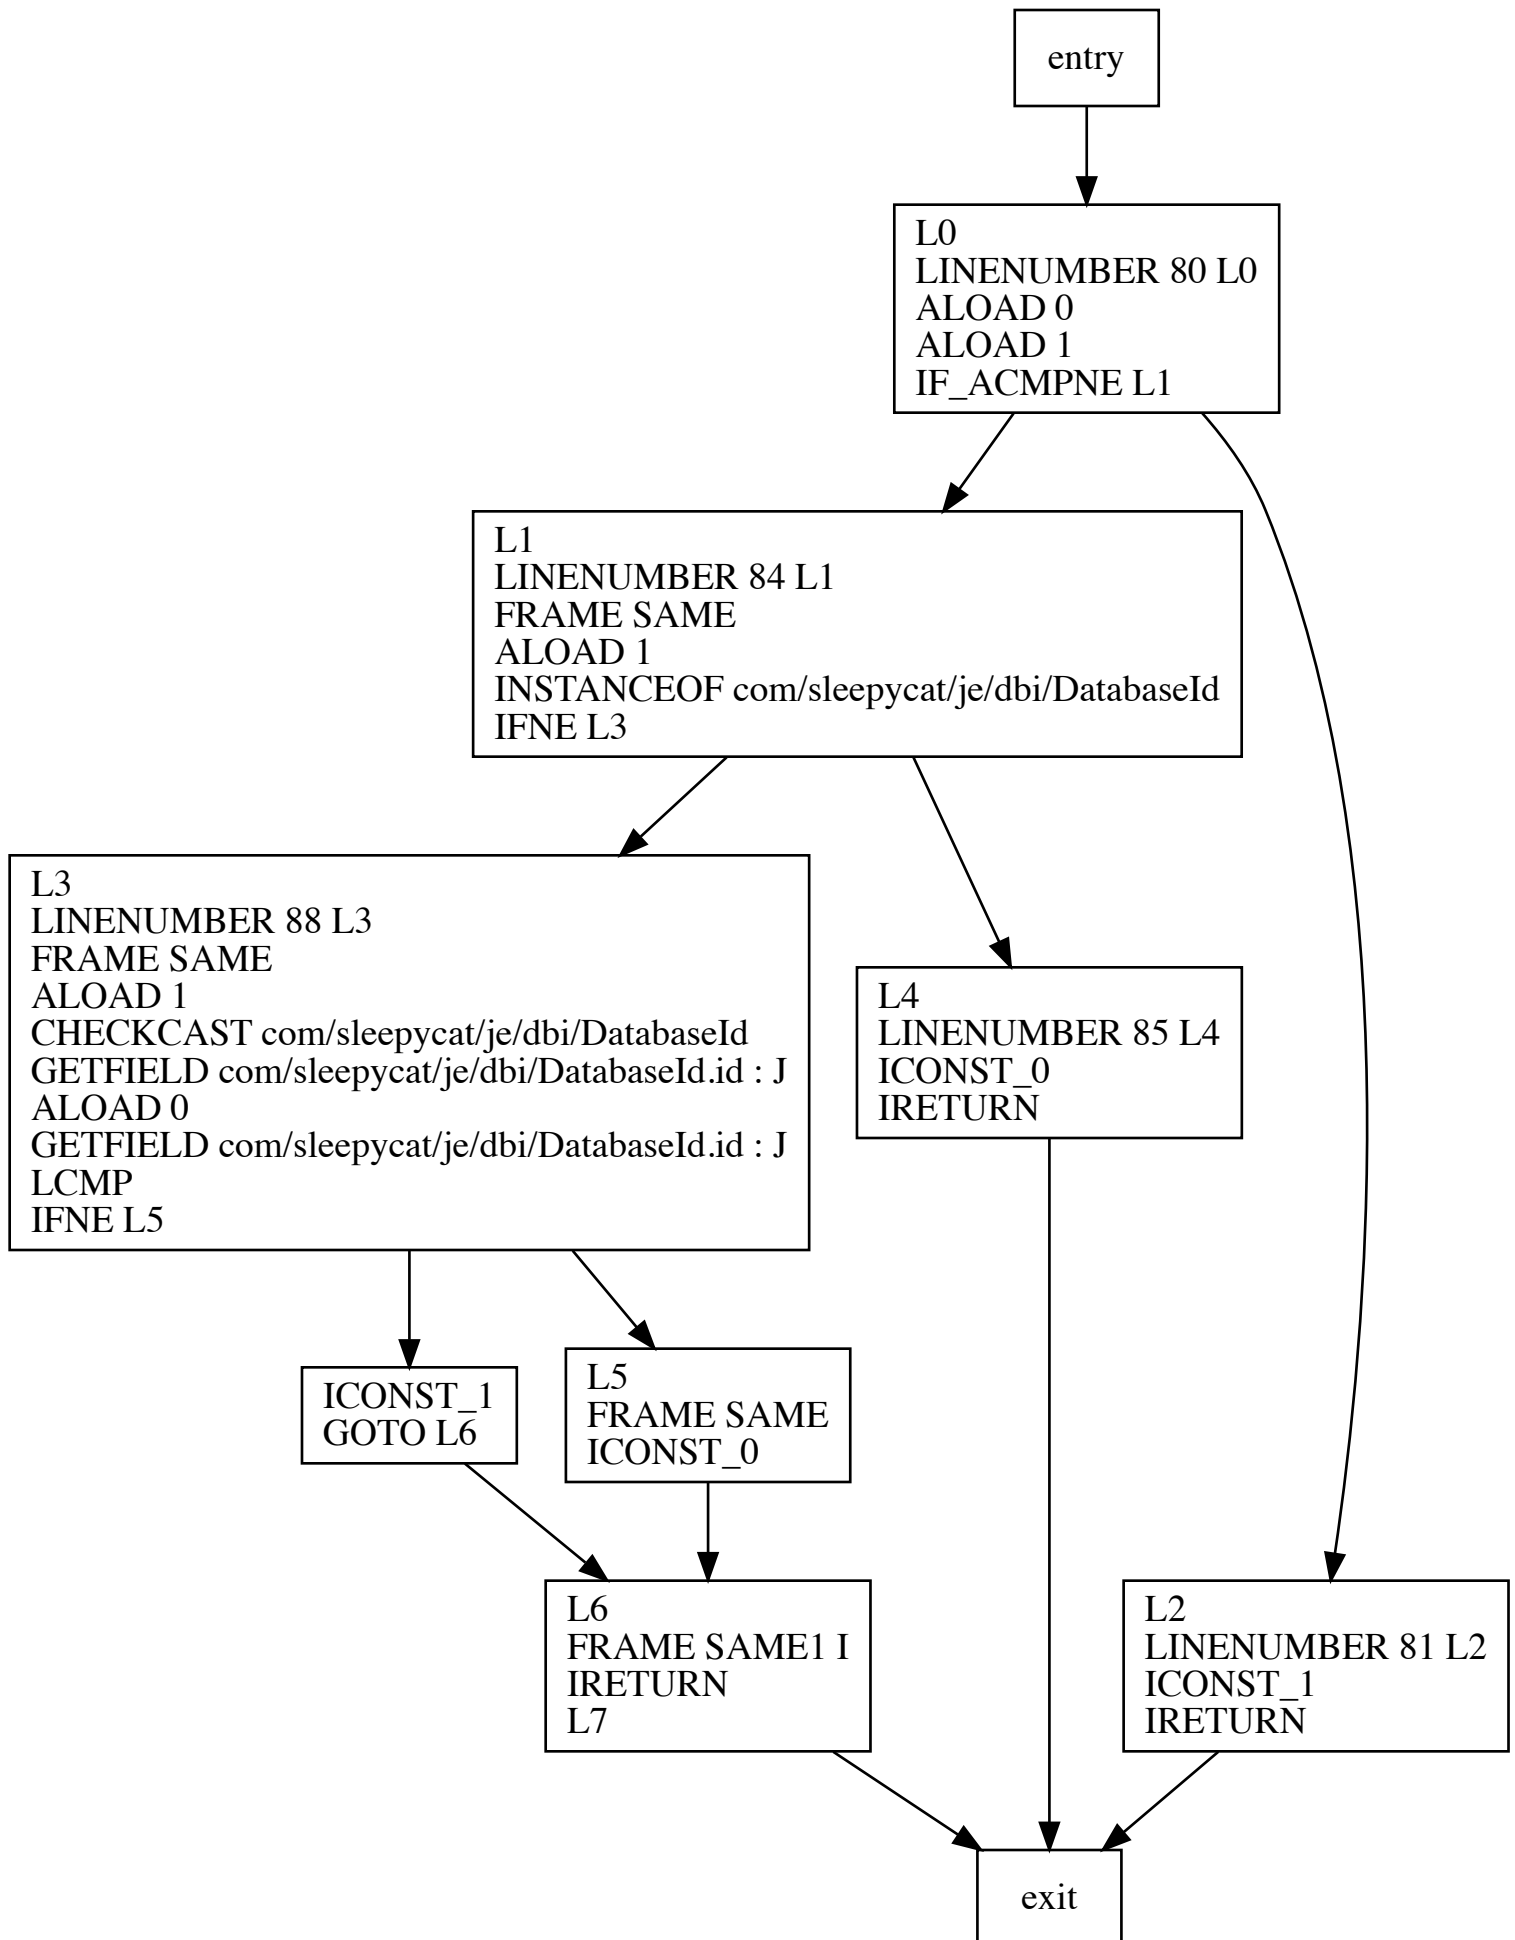 entry
L0
LINENUMBER 80 L0
ALOAD 0
ALOAD 1
IF_ACMPNE L1
L1
LINENUMBER 84 L1
FRAME SAME
ALOAD 1
INSTANCEOF com/sleepycat/je/dbi/DatabaseId
IFNE L3
L3
LINENUMBER 88 L3
FRAME SAME
ALOAD 1
CHECKCAST com/sleepycat/je/dbi/DatabaseId
GETFIELD com/sleepycat/je/dbi/DatabaseId.id : J
ALOAD 0
GETFIELD com/sleepycat/je/dbi/DatabaseId.id : J
LCMP
IFNE L5
L4
LINENUMBER 85 L4
ICONST_0
IRETURN
ICONST_1
GOTO L6
L5
FRAME SAME
ICONST_0
L6
FRAME SAME1 I
IRETURN
L7
L2
LINENUMBER 81 L2
ICONST_1
IRETURN
exit